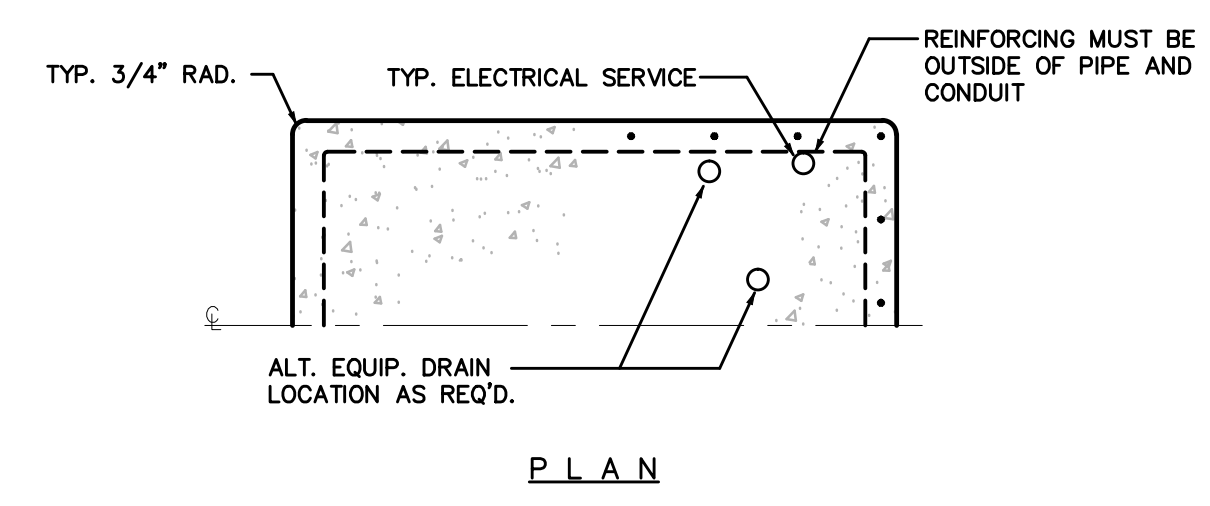 REINFORCING MUST BE
OUTSIDE OF PIPE AND
CONDUIT
TYP. 3/4" RAD.
TYP. ELECTRICAL SERVICE
℄
ALT. EQUIP. DRAIN
LOCATION AS REQ'D.
PLAN